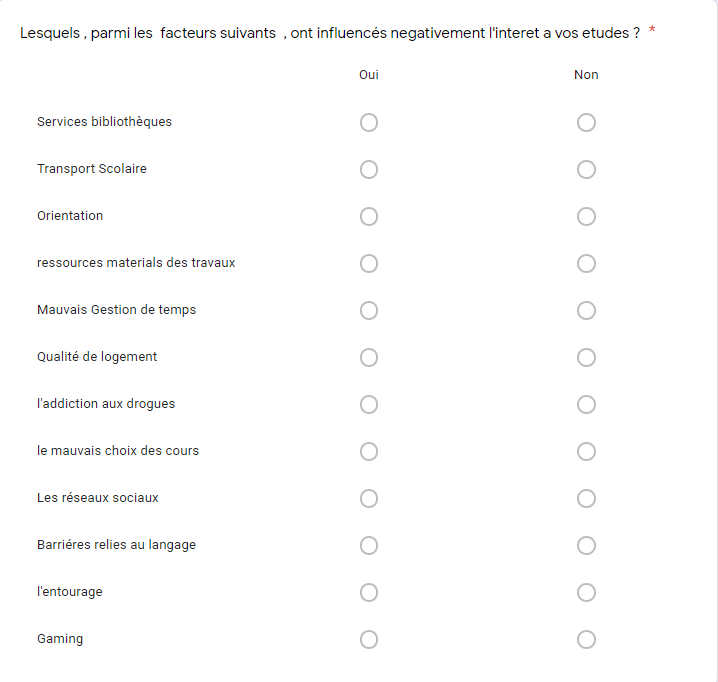 Lesquels , parmi les  facteurs suivants  , ont influencés negativement l'interet a vos etudes ? *
Oui Non
Services bibliothèques
Transport Scolaire
Orientation
ressources materials des travaux
Mauvais Gestion de temps
Qualité de logement
l'addiction aux drogues
le mauvais choix des cours
Les réseaux sociaux
Barriéres relies au langage
l'entourage
Gaming